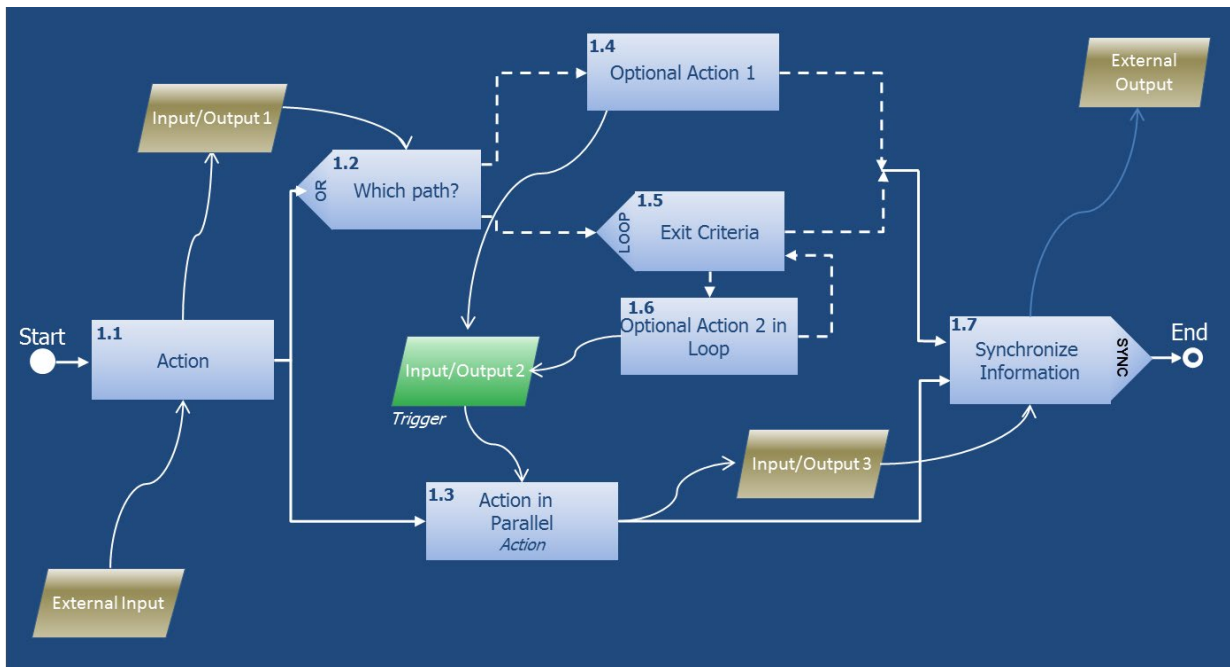 1.4
Optional Action 1
External
Output
Input/Output 1
1.2
OR
Which path?
1.5
LOOP
Exit Criteria
Start
1.1
Action
1.6
Optional Action 2 in
Loop
1.7
Synchronize
Information
SYNC
End
Input/Output 2
Trigger
Input/Output 3
1.3
Action in
Parallel
Action
External Input